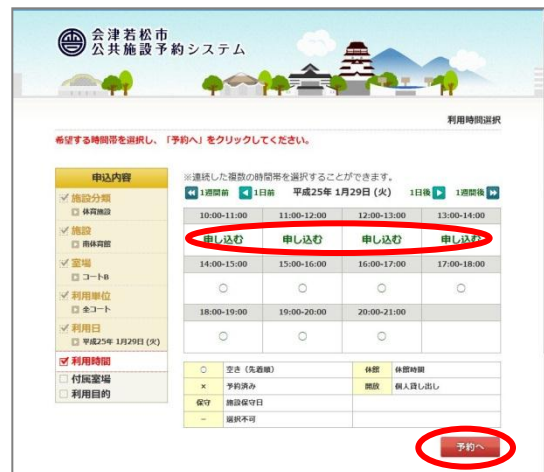 会津若松市
公共施設予約システム
利用時間選択
希望する時間帯を選択し、「予約へ」をクリックしてください。
申込内容
施設分類
体育施設
施設
南体育館
室場
コートB
利用単位
全コート
利用日
平成25年 1月29日 (火)
利用時間
付属室場
利用目的
※連続した複数の時間帯を選択することができます。
1週間前 1日前 平成25年 1月29日 (火) 1日後 1週間後
10:00-11:00 11:00-12:00 12:00-13:00 13:00-14:00
申し込む 申し込む 申し込む 申し込む
14:00-15:00 15:00-16:00 16:00-17:00 17:00-18:00
○ ○ ○ ○
18:00-19:00 19:00-20:00 20:00-21:00
○ ○ ○
○ 空き（先着順） 休館 休館時間
× 予約済み 開放 個人貸し出し
保守 施設保守日
− 選択不可
予約へ